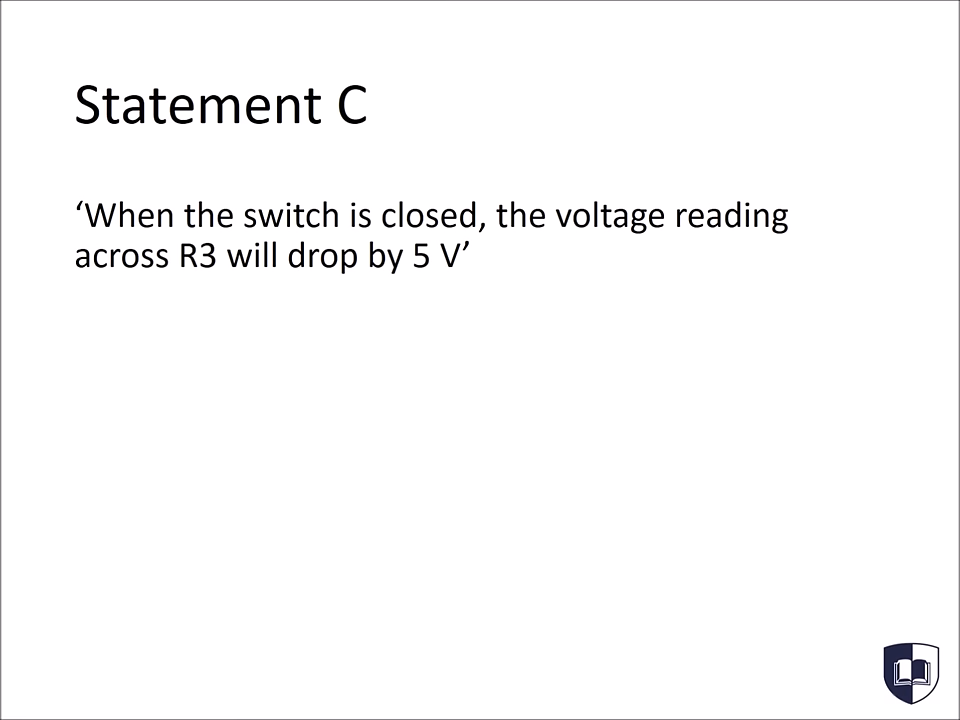 Statement C
‘When the switch is closed, the voltage reading
across R3 will drop by 5 V’